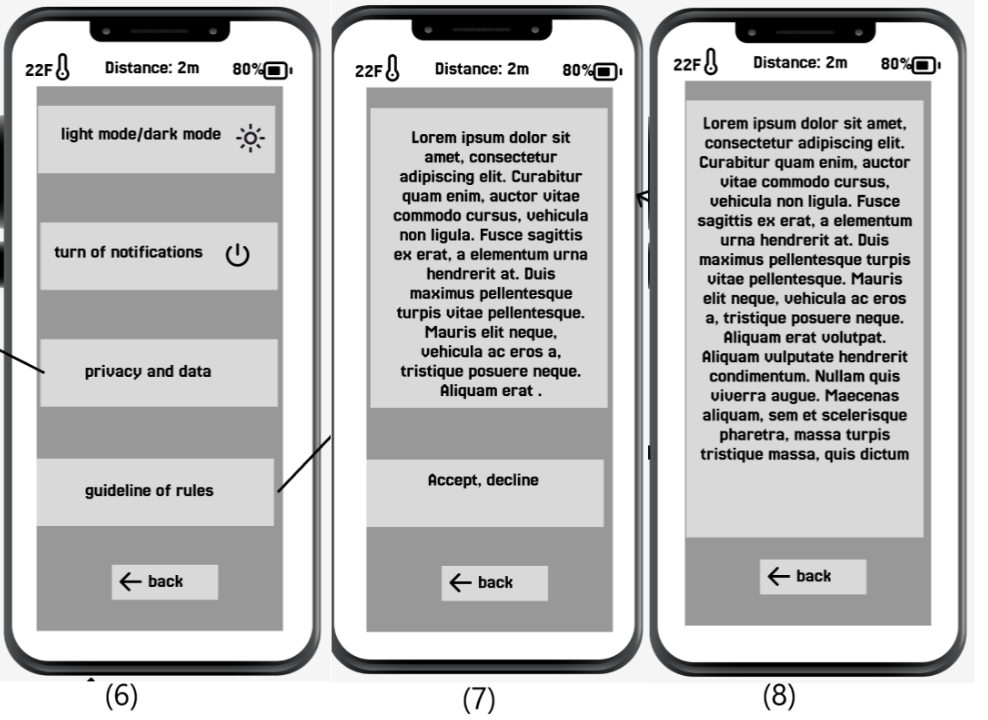 22F
Distance: 2m
80%
light mode/dark mode
turn of notifications
privacy and data
guideline of rules
back
(6)
22F
Distance: 2m
80%
Lorem ipsum dolor sit
amet, consectetur
adipiscing elit. Curabitur
quam enim, auctor vitae
commodo cursus, vehicula
non ligula. Fusce sagittis
ex erat, a elementum urna
hendrerit at. Duis
maximus pellentesque
turpis vitae pellentesque.
Mauris elit neque,
vehicula ac eros a,
tristique posuere neque.
Aliquam erat .
Accept, decline
back
(7)
22F
Distance: 2m
80%
Lorem ipsum dolor sit amet,
consectetur adipiscing elit.
Curabitur quam enim, auctor
vitae commodo cursus,
vehicula non ligula. Fusce
sagittis ex erat, a elementum
urna hendrerit at. Duis
maximus pellentesque turpis
vitae pellentesque. Mauris
elit neque, vehicula ac eros
a, tristique posuere neque.
Aliquam erat volutpat.
Aliquam vulputate hendrerit
condimentum. Nullam quis
viverra augue. Maecenas
aliquam, sem et scelerisque
pharetra, massa turpis
tristique massa, quis dictum
back
(8)